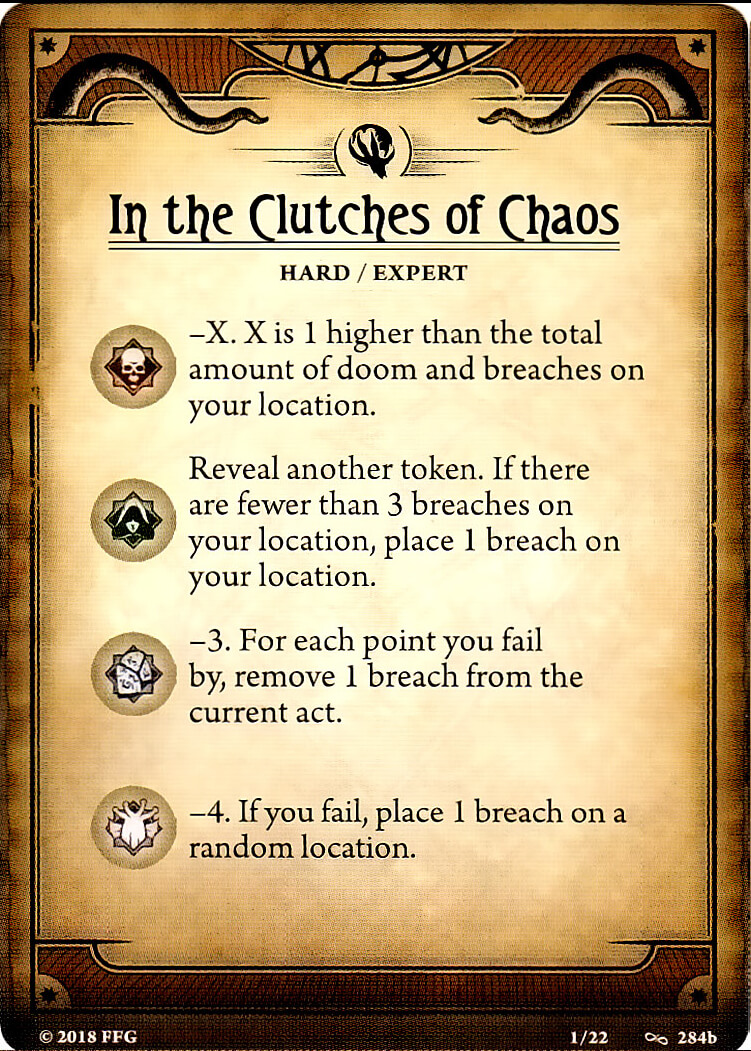 In the Clutches of Chaos
HARD / EXPERT
–X. X is 1 higher than the total
amount of doom and breaches on
your location.
Reveal another token. If there
are fewer than 3 breaches on
your location, place 1 breach on
your location.
–3. For each point you fail
by, remove 1 breach from the
current act.
–4. If you fail, place 1 breach on a
random location.
© 2018 FFG
1/22
284b